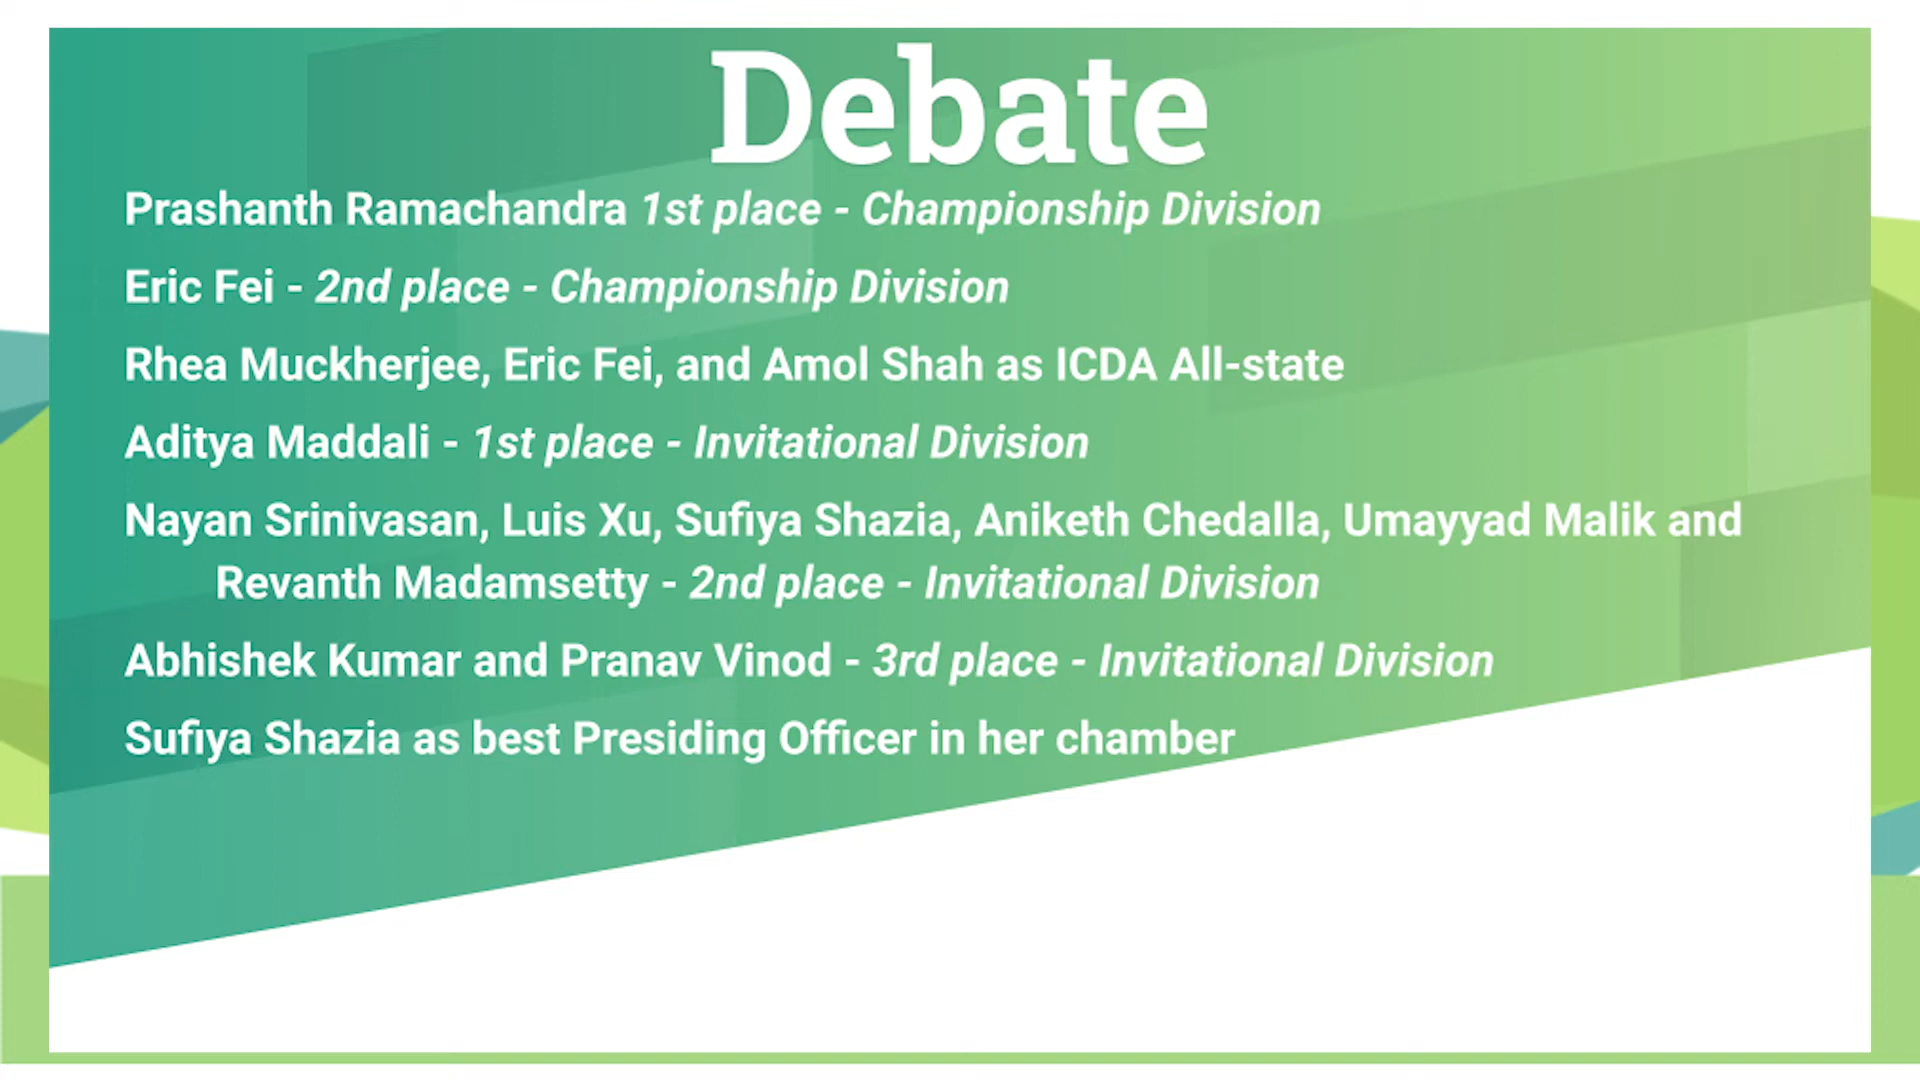 Debate
Prashanth Ramachandra 1st place - Championship Division
Eric Fei - 2nd place - Championship Division
Rhea Muckherjee, Eric Fei, and Amol Shah as ICDA All-state
Aditya Maddali - 1st place - Invitational Division
Nayan Srinivasan, Luis Xu, Sufiya Shazia, Aniketh Chedalla, Umayyad Malik and
Revanth Madamsetty - 2nd place - Invitational Division
Abhishek Kumar and Pranav Vinod - 3rd place - Invitational Division
Sufiya Shazia as best Presiding Officer in her chamber